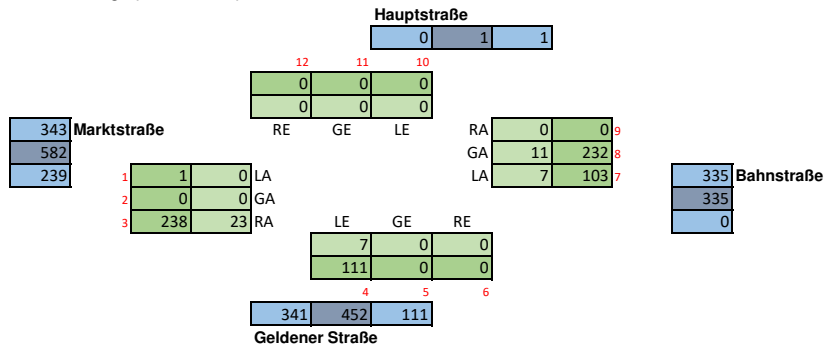 Hauptstraße
0 1 1
12 11 10
0 0 0
0 0 0
343 Marktstraße
RE GE LE
RA 0 0 9
582
GA 11 232 8
239
LA 7 103 7
335 Bahnstraße
1 1 0 LA
335
2 0 0 GA
0
3 238 23 RA
LE GE RE
7 0 0
111 0 0
4 5 6
341 452 111
Geldener Straße